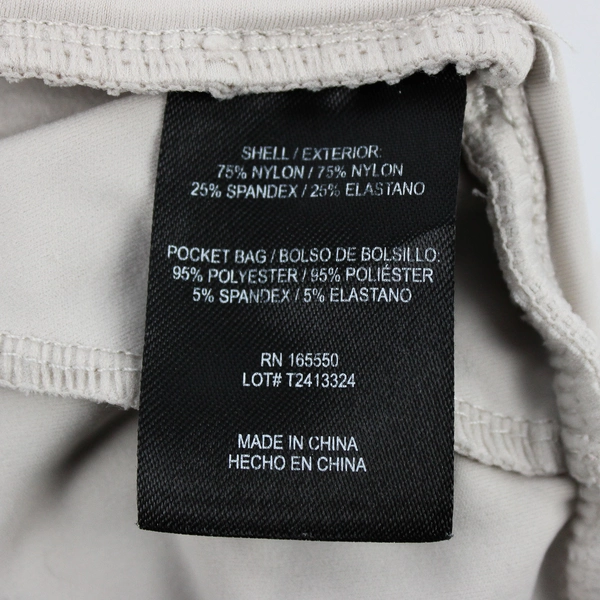 SHELL / EXTERIOR:
75% NYLON / 75% NYLON
25% SPANDEX / 25% ELASTANO
POCKET BAG / BOLSO DE BOLSILLO:
95% POLYESTER / 95% POLIÉSTER
5% SPANDEX / 5% ELASTANO
RN 165550
LOT# T2413324
MADE IN CHINA
HECHO EN CHINA